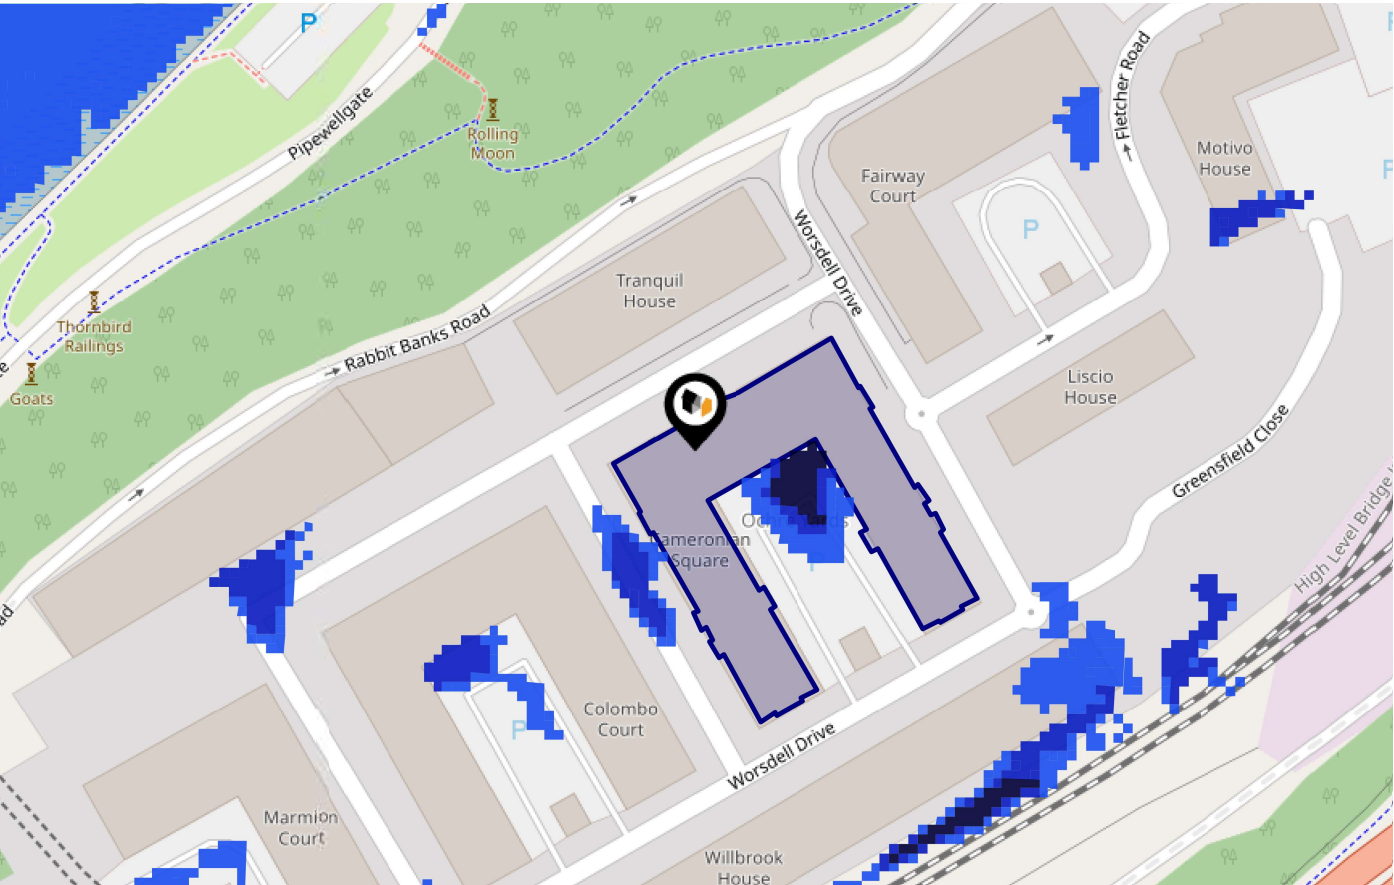 P
Fletcher Road
Pipewellgate
Rolling
Moon
Motivo
House
P
Fairway
Court
P
Worsdell Drive
Tranquil
House
Thornbird
Railings
Rabbit Banks Road
Goats
Liscio
House
Greensfield Close
Cameronian
Square
P
High Level Bridge
Colombo
Court
P
Worsdell Drive
Marmion
Court
Willbrook
House